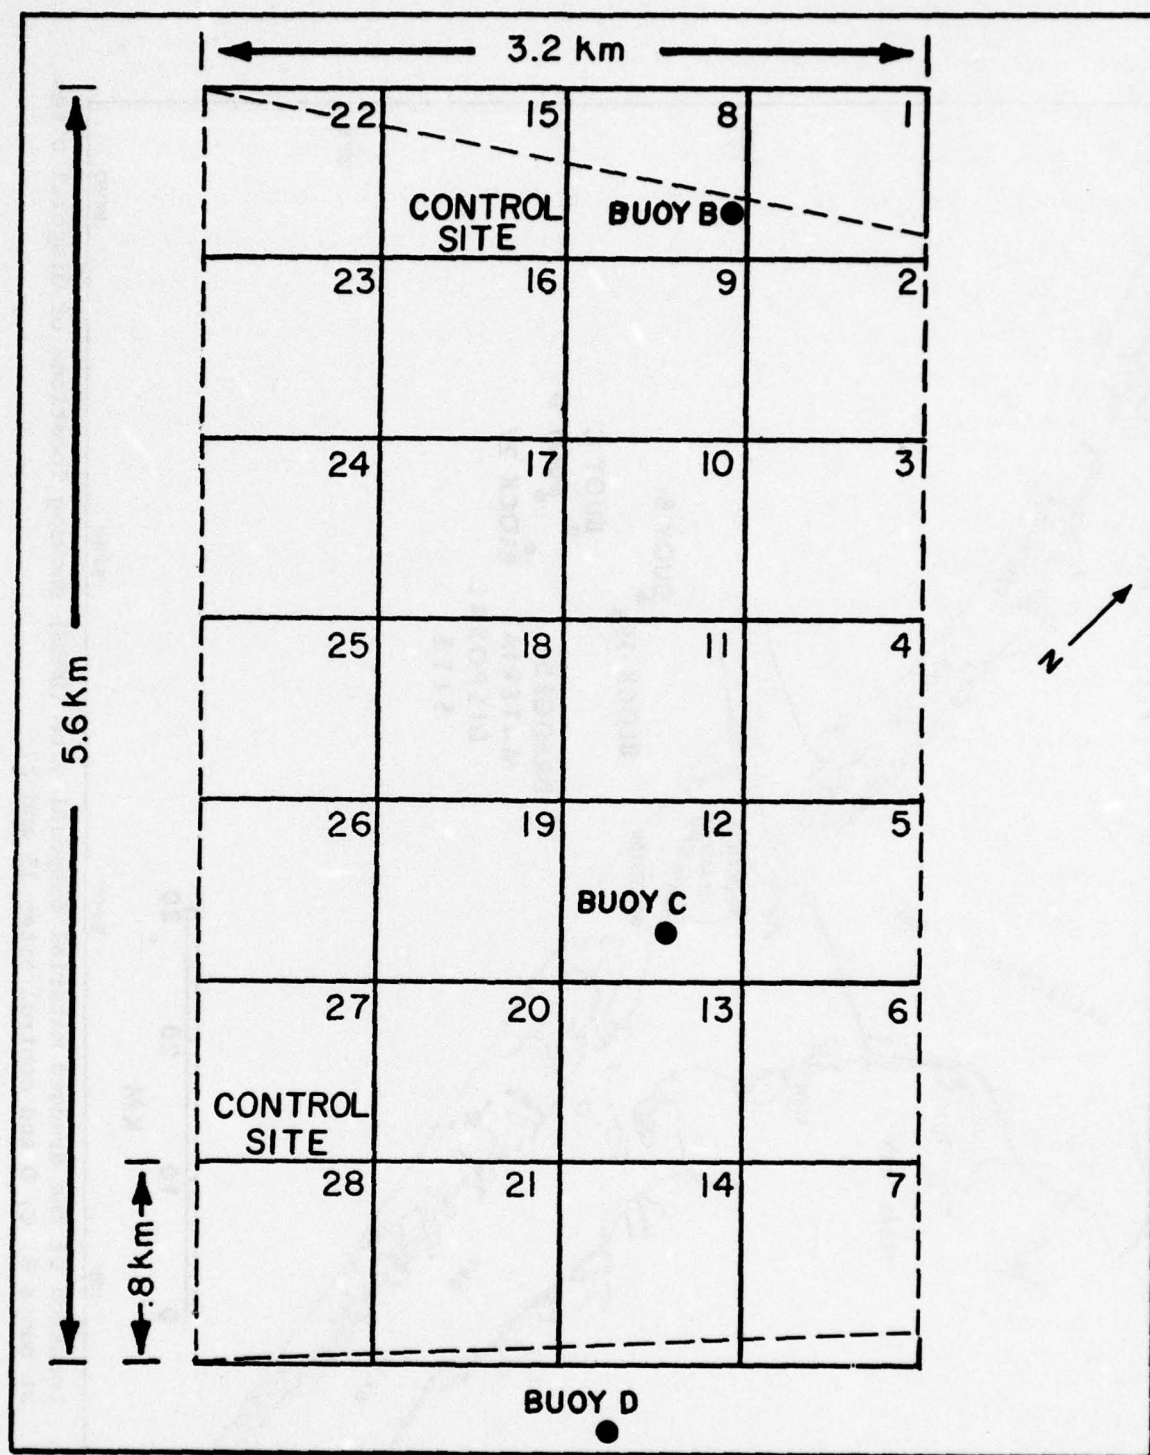 3.2 Km
22 15 8 1
CONTROL SITE
BUOY B
23 16 9 2
24 17 10 3
25 18 11 4
N
5.6 Km
26 19 12 5
BUOY C
27 20 13 6
CONTROL SITE
28 21 14 7
.8 km
BUOY D